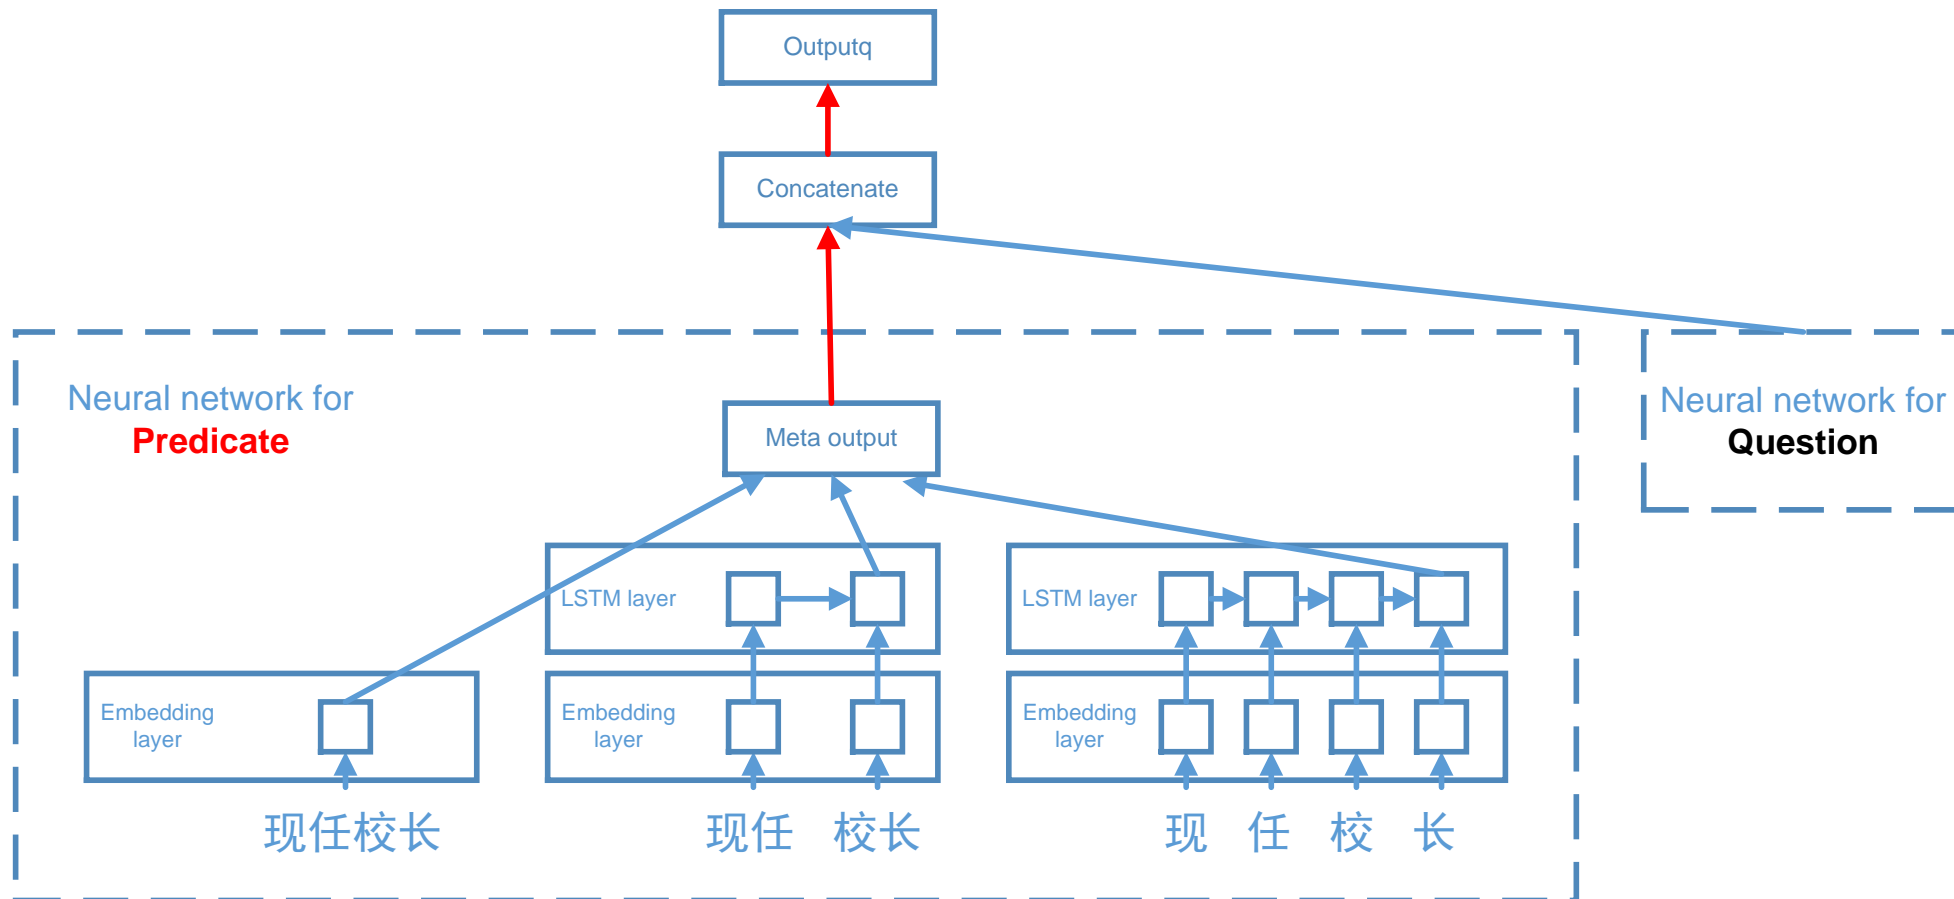 Outputq
Concatenate
Neural network for
Predicate
Neural network for
Question
Meta output
LSTM layer
LSTM layer
Embedding
layer
Embedding
layer
Embedding
layer
现任校长
现任 校长
现 任 校 长